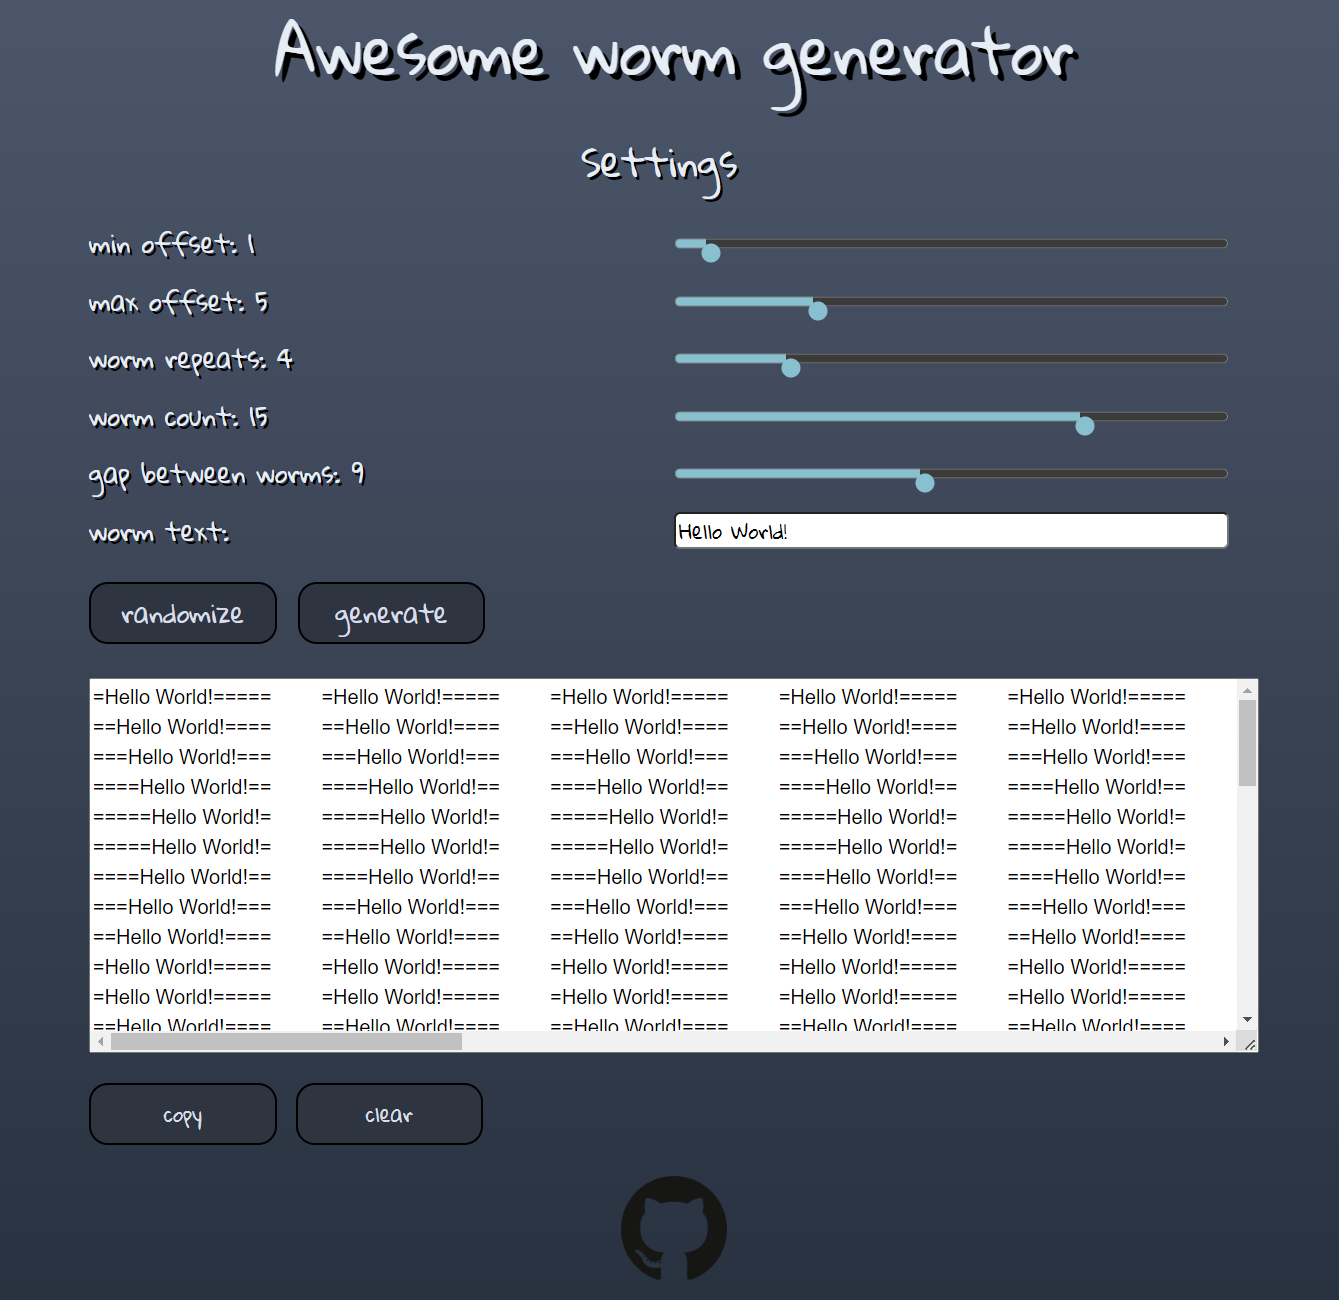 Awesome worm generator
Settings
min offset: 1
max offset: 5
worm repeats: 4
worm count: 15
gap between worms: 9
worm text: Hello World!
randomize generate
=Hello World!===== =Hello World!===== =Hello World!===== =Hello World!===== =Hello World!=====
==Hello World!==== ==Hello World!==== ==Hello World!==== ==Hello World!==== ==Hello World!====
===Hello World!=== ===Hello World!=== ===Hello World!=== ===Hello World!=== ===Hello World!===
====Hello World!== ====Hello World!== ====Hello World!== ====Hello World!== ====Hello World!==
=====Hello World!= =====Hello World!= =====Hello World!= =====Hello World!= =====Hello World!=
=====Hello World!= =====Hello World!= =====Hello World!= =====Hello World!= =====Hello World!=
====Hello World!== ====Hello World!== ====Hello World!== ====Hello World!== ====Hello World!==
===Hello World!=== ===Hello World!=== ===Hello World!=== ===Hello World!=== ===Hello World!===
==Hello World!==== ==Hello World!==== ==Hello World!==== ==Hello World!==== ==Hello World!====
=Hello World!===== =Hello World!===== =Hello World!===== =Hello World!===== =Hello World!=====
=Hello World!===== =Hello World!===== =Hello World!===== =Hello World!===== =Hello World!=====
==Hello World!==== ==Hello World!==== ==Hello World!==== ==Hello World!==== ==Hello World!====
copy clear